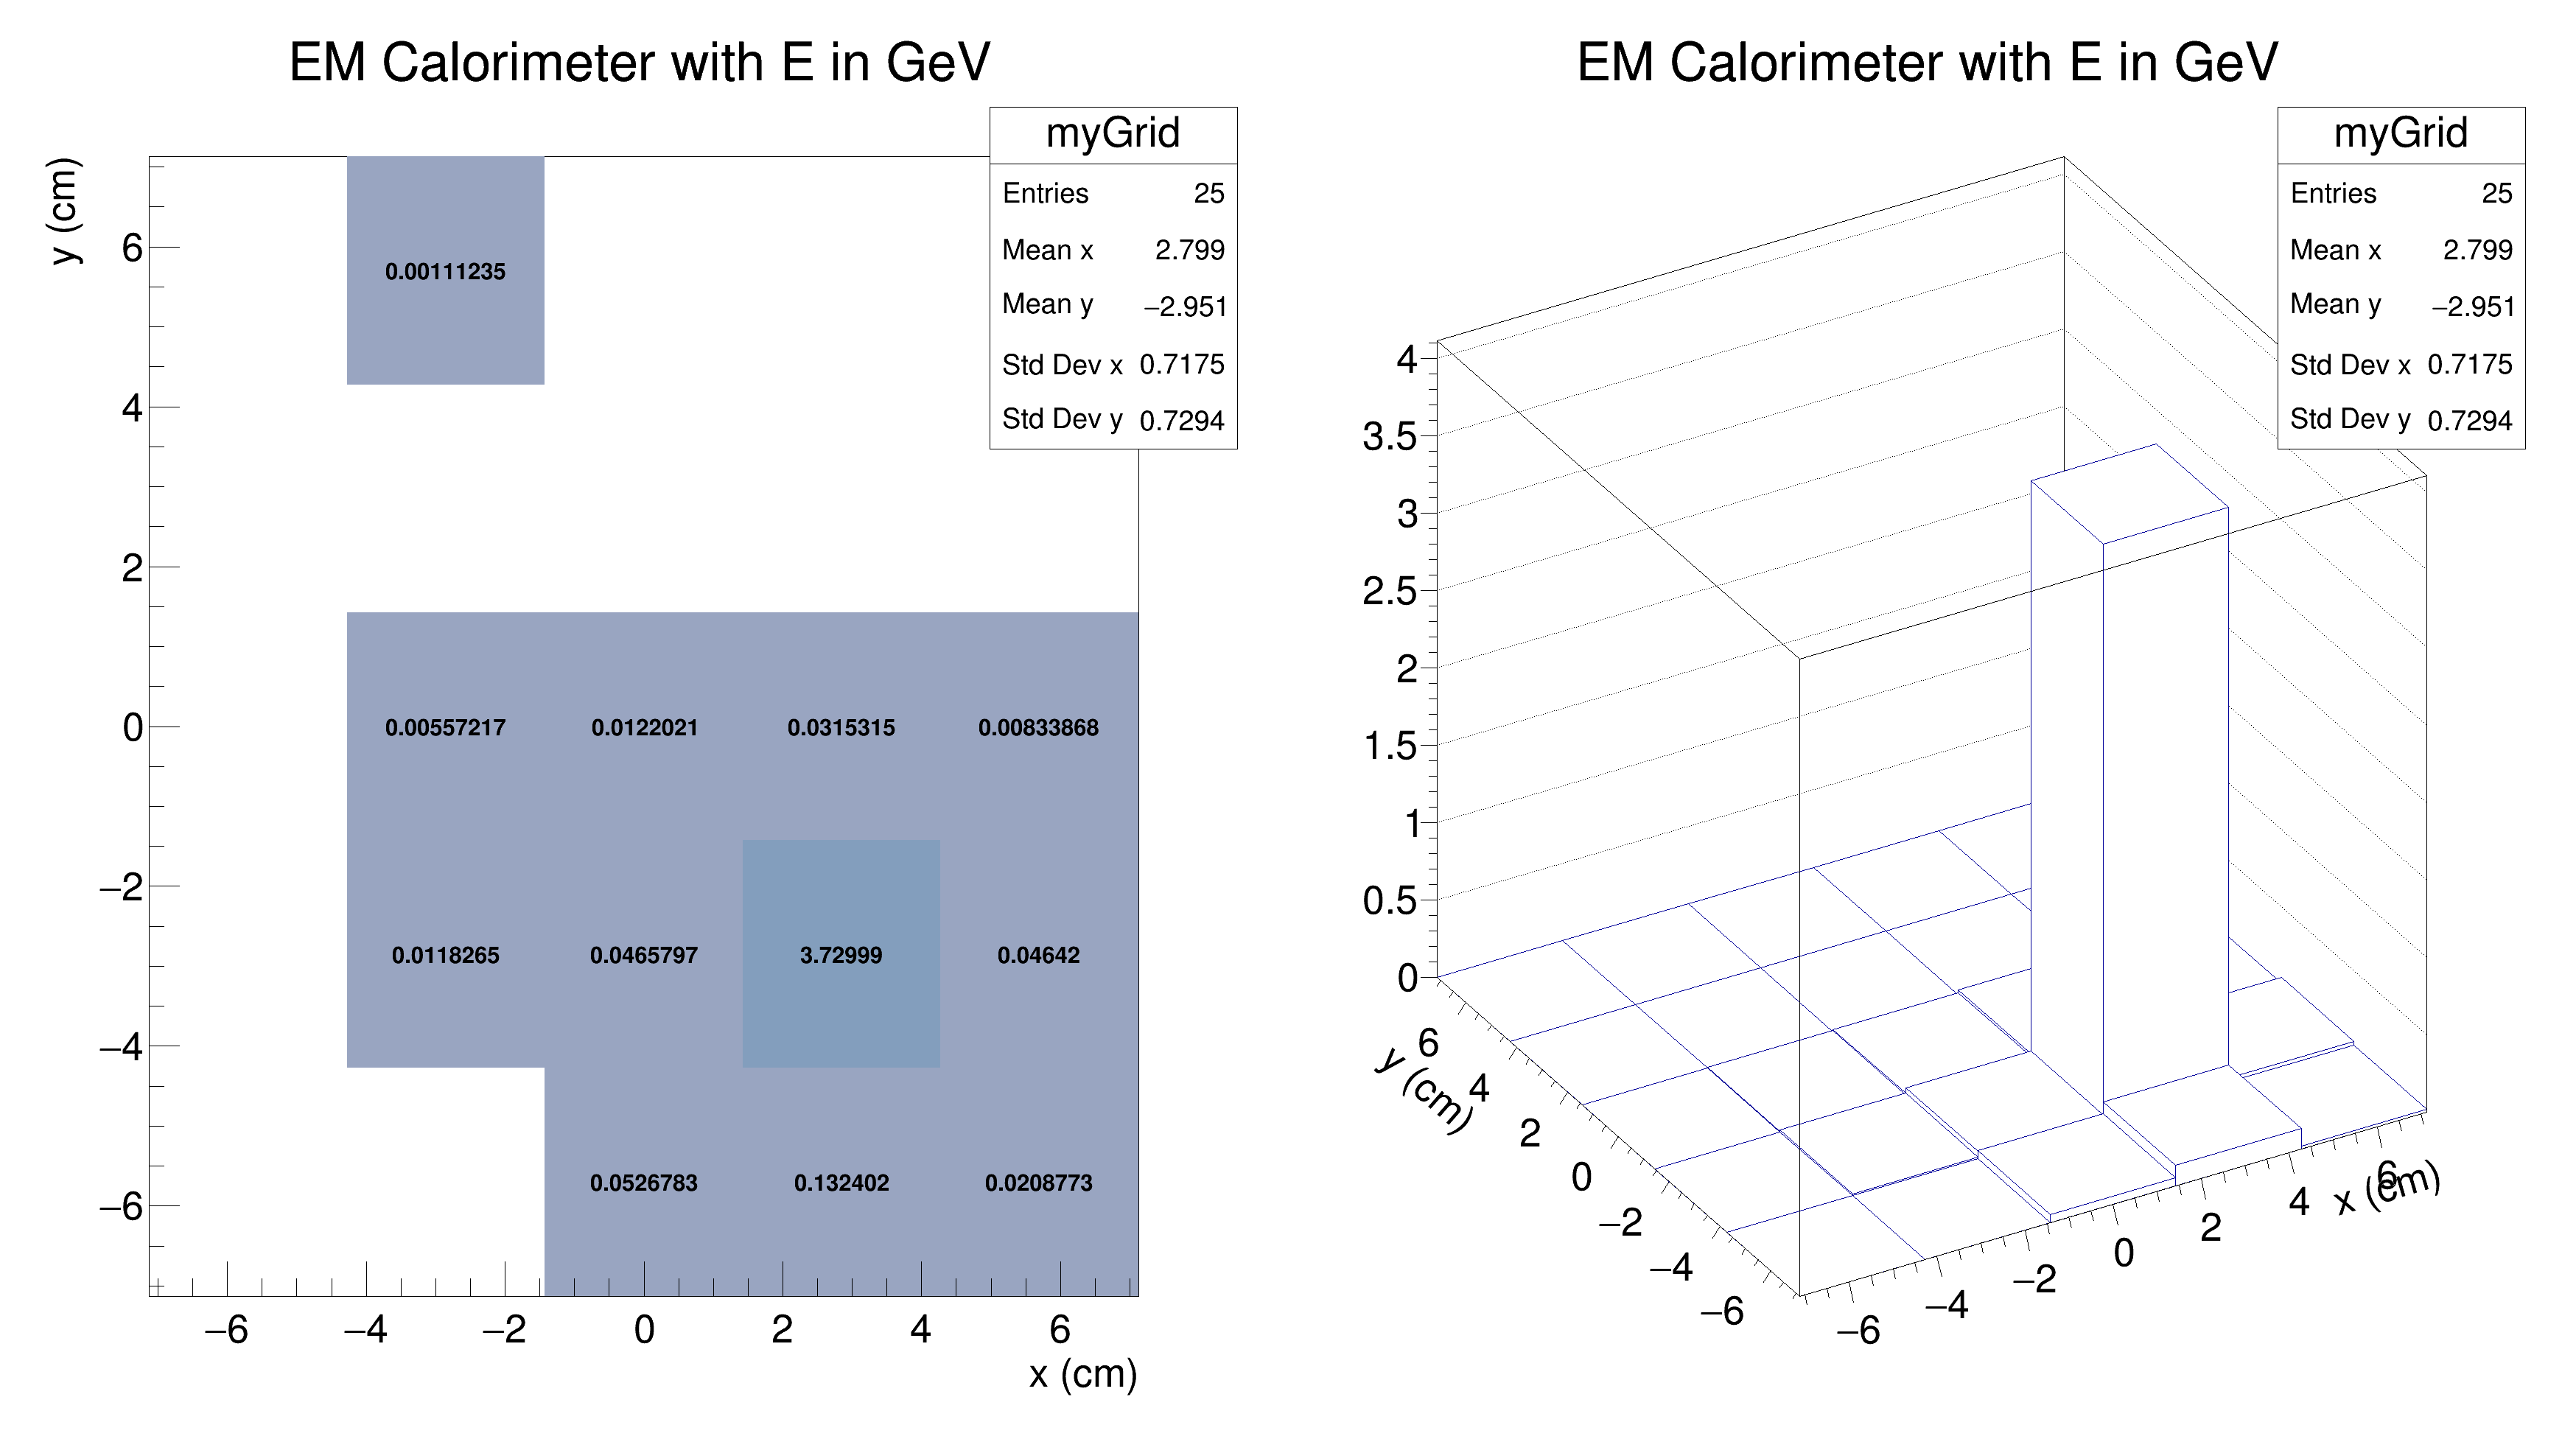 EM Calorimeter with E in GeV
myGrid
Entries 25
Mean x 2.799
Mean y −2.951
Std Dev x 0.7175
Std Dev y 0.7294
y (cm)
6
4
2
0
−2
−4
−6
0.00111235
0.00557217 0.0122021 0.0315315 0.00833868
0.0118265 0.0465797 3.72999 0.04642
0.0526783 0.132402 0.0208773
−6 −4 −2 0 2 4 6
x (cm)
EM Calorimeter with E in GeV
myGrid
Entries 25
Mean x 2.799
Mean y −2.951
Std Dev x 0.7175
Std Dev y 0.7294
4
3.5
3
2.5
2
1.5
1
0.5
0
y (cm)
6
4
2
0
−2
−4
−6
−6 −4 −2 0 2 4 6
x (cm)